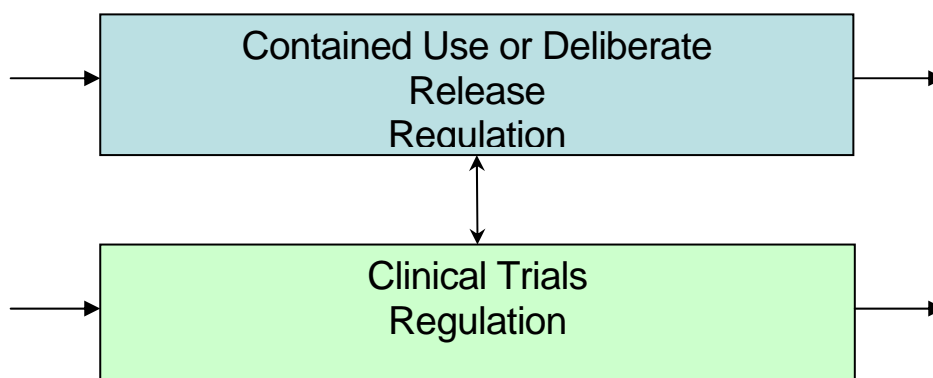 Contained Use or Deliberate
Release
Regulation
Clinical Trials
Regulation